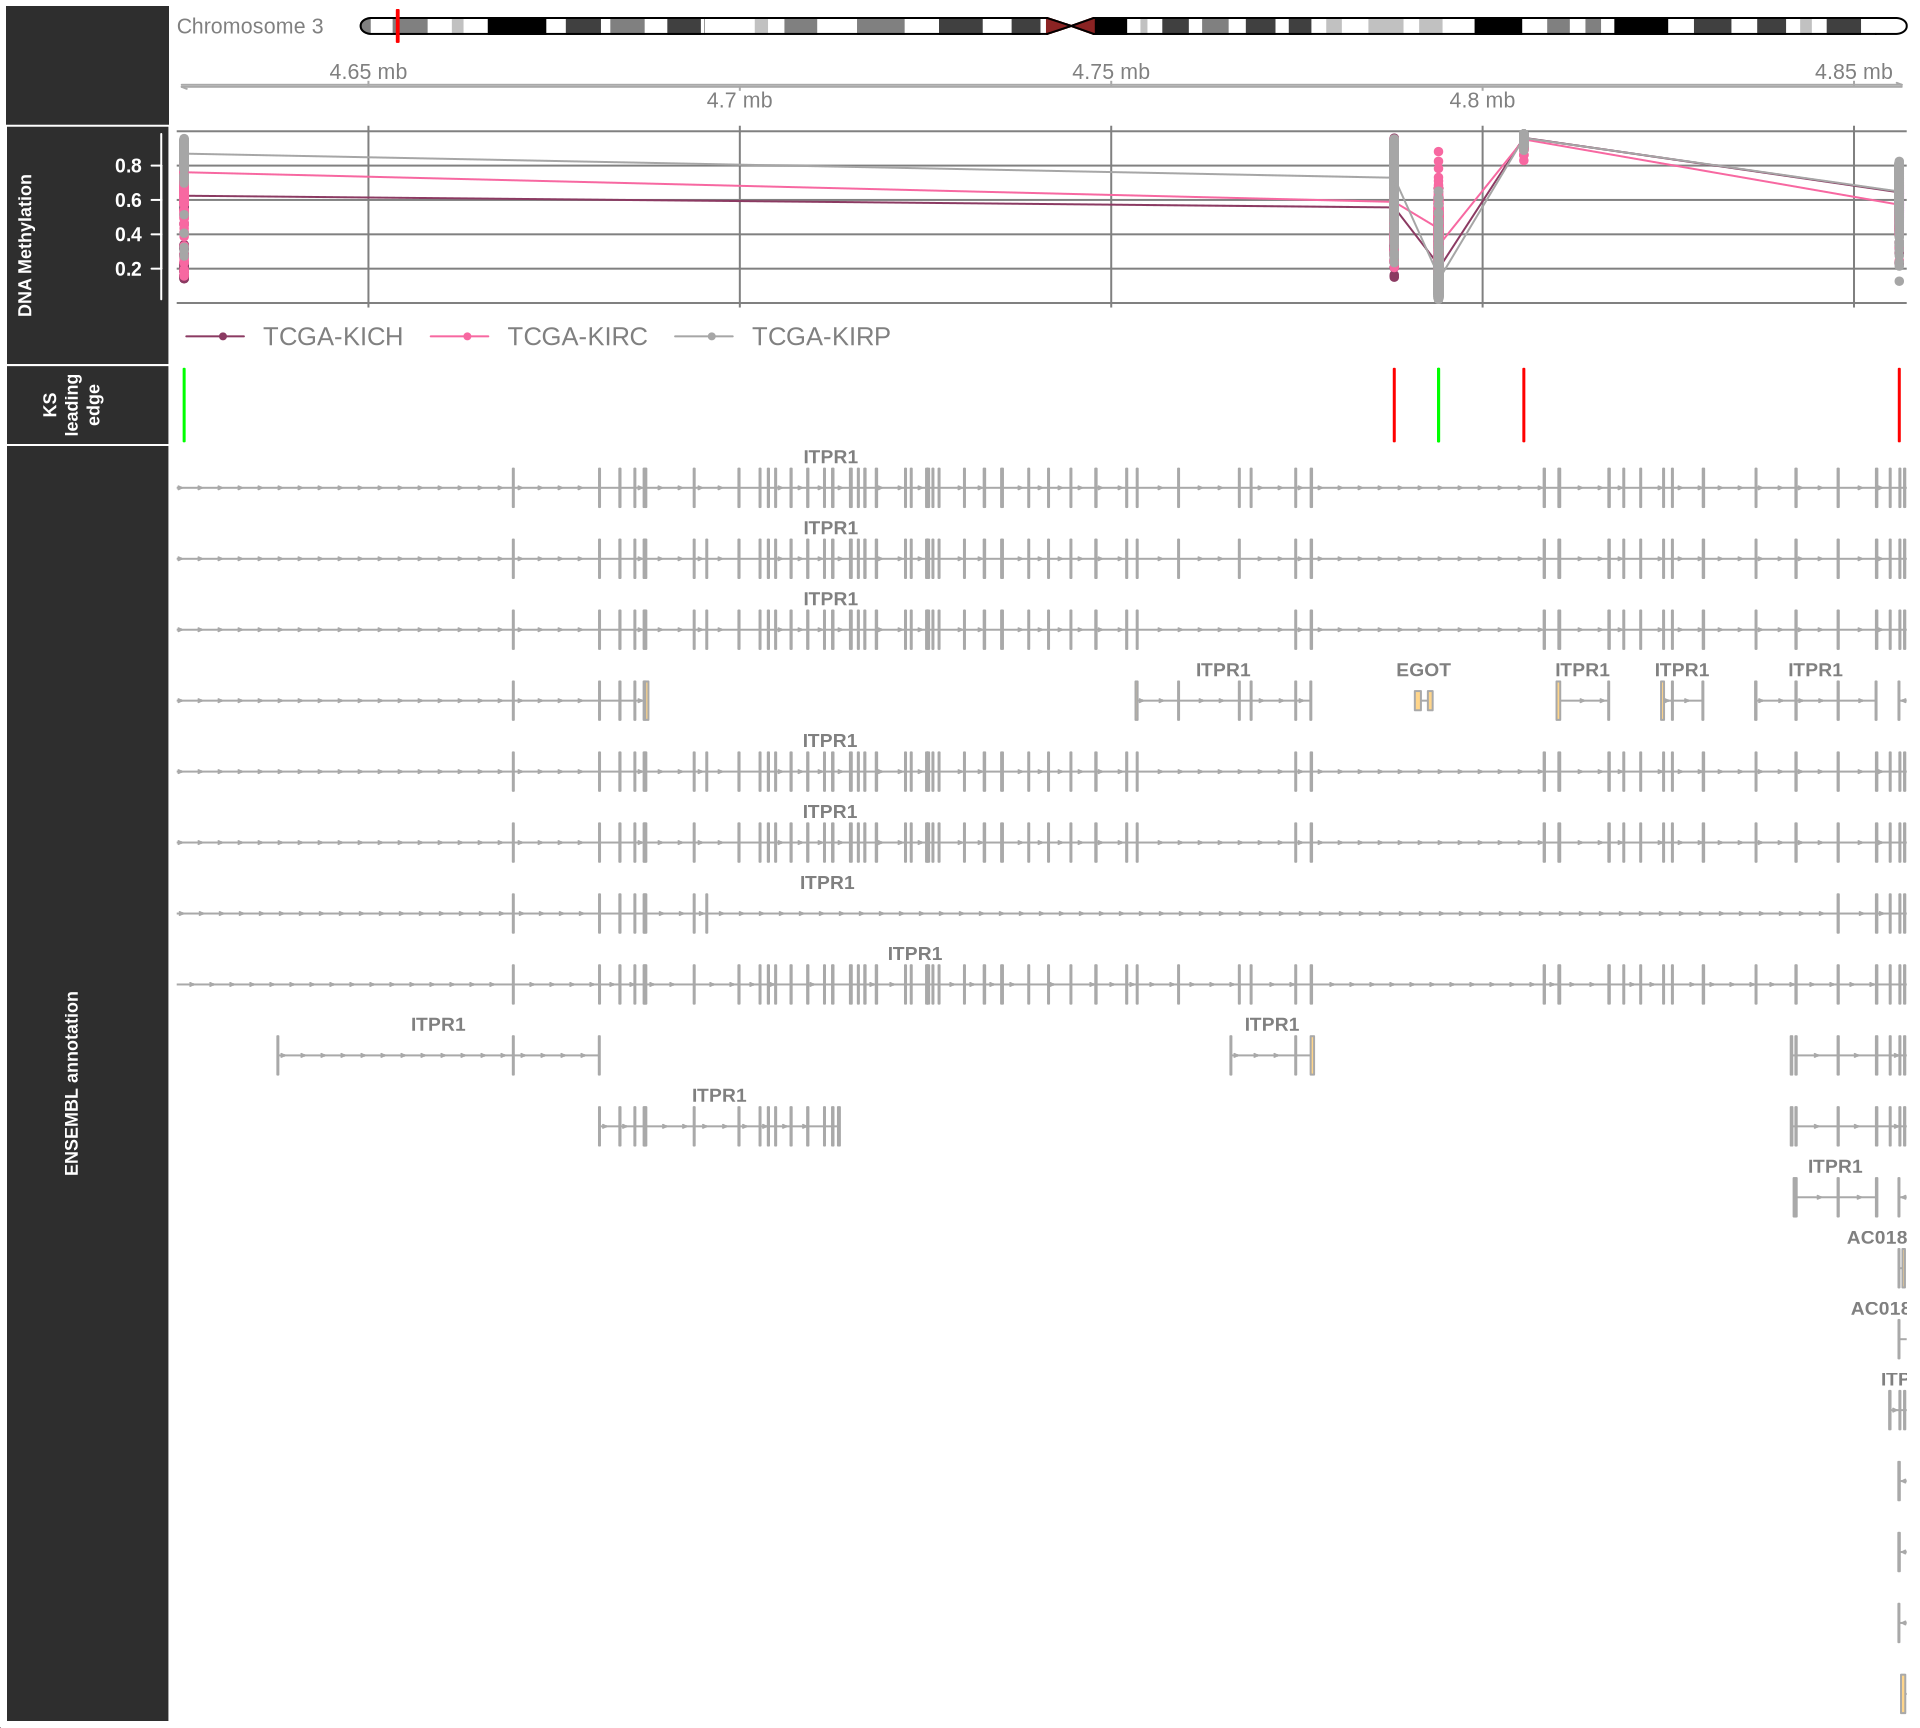 Chromosome 3
4.65 mb
4.75 mb
4.85 mb
4.7 mb
4.8 mb
DNA Methylation
0.8
0.6
0.4
0.2
TCGA-KICH
TCGA-KIRC
TCGA-KIRP
KS
leading
edge
ENSEMBL annotation
ITPR1
ITPR1
ITPR1
ITPR1
EGOT
ITPR1
ITPR1
ITPR1
ITPR1
ITPR1
ITPR1
ITPR1
ITPR1
ITPR1
ITPR1
ITPR1
AC018
AC018
ITP